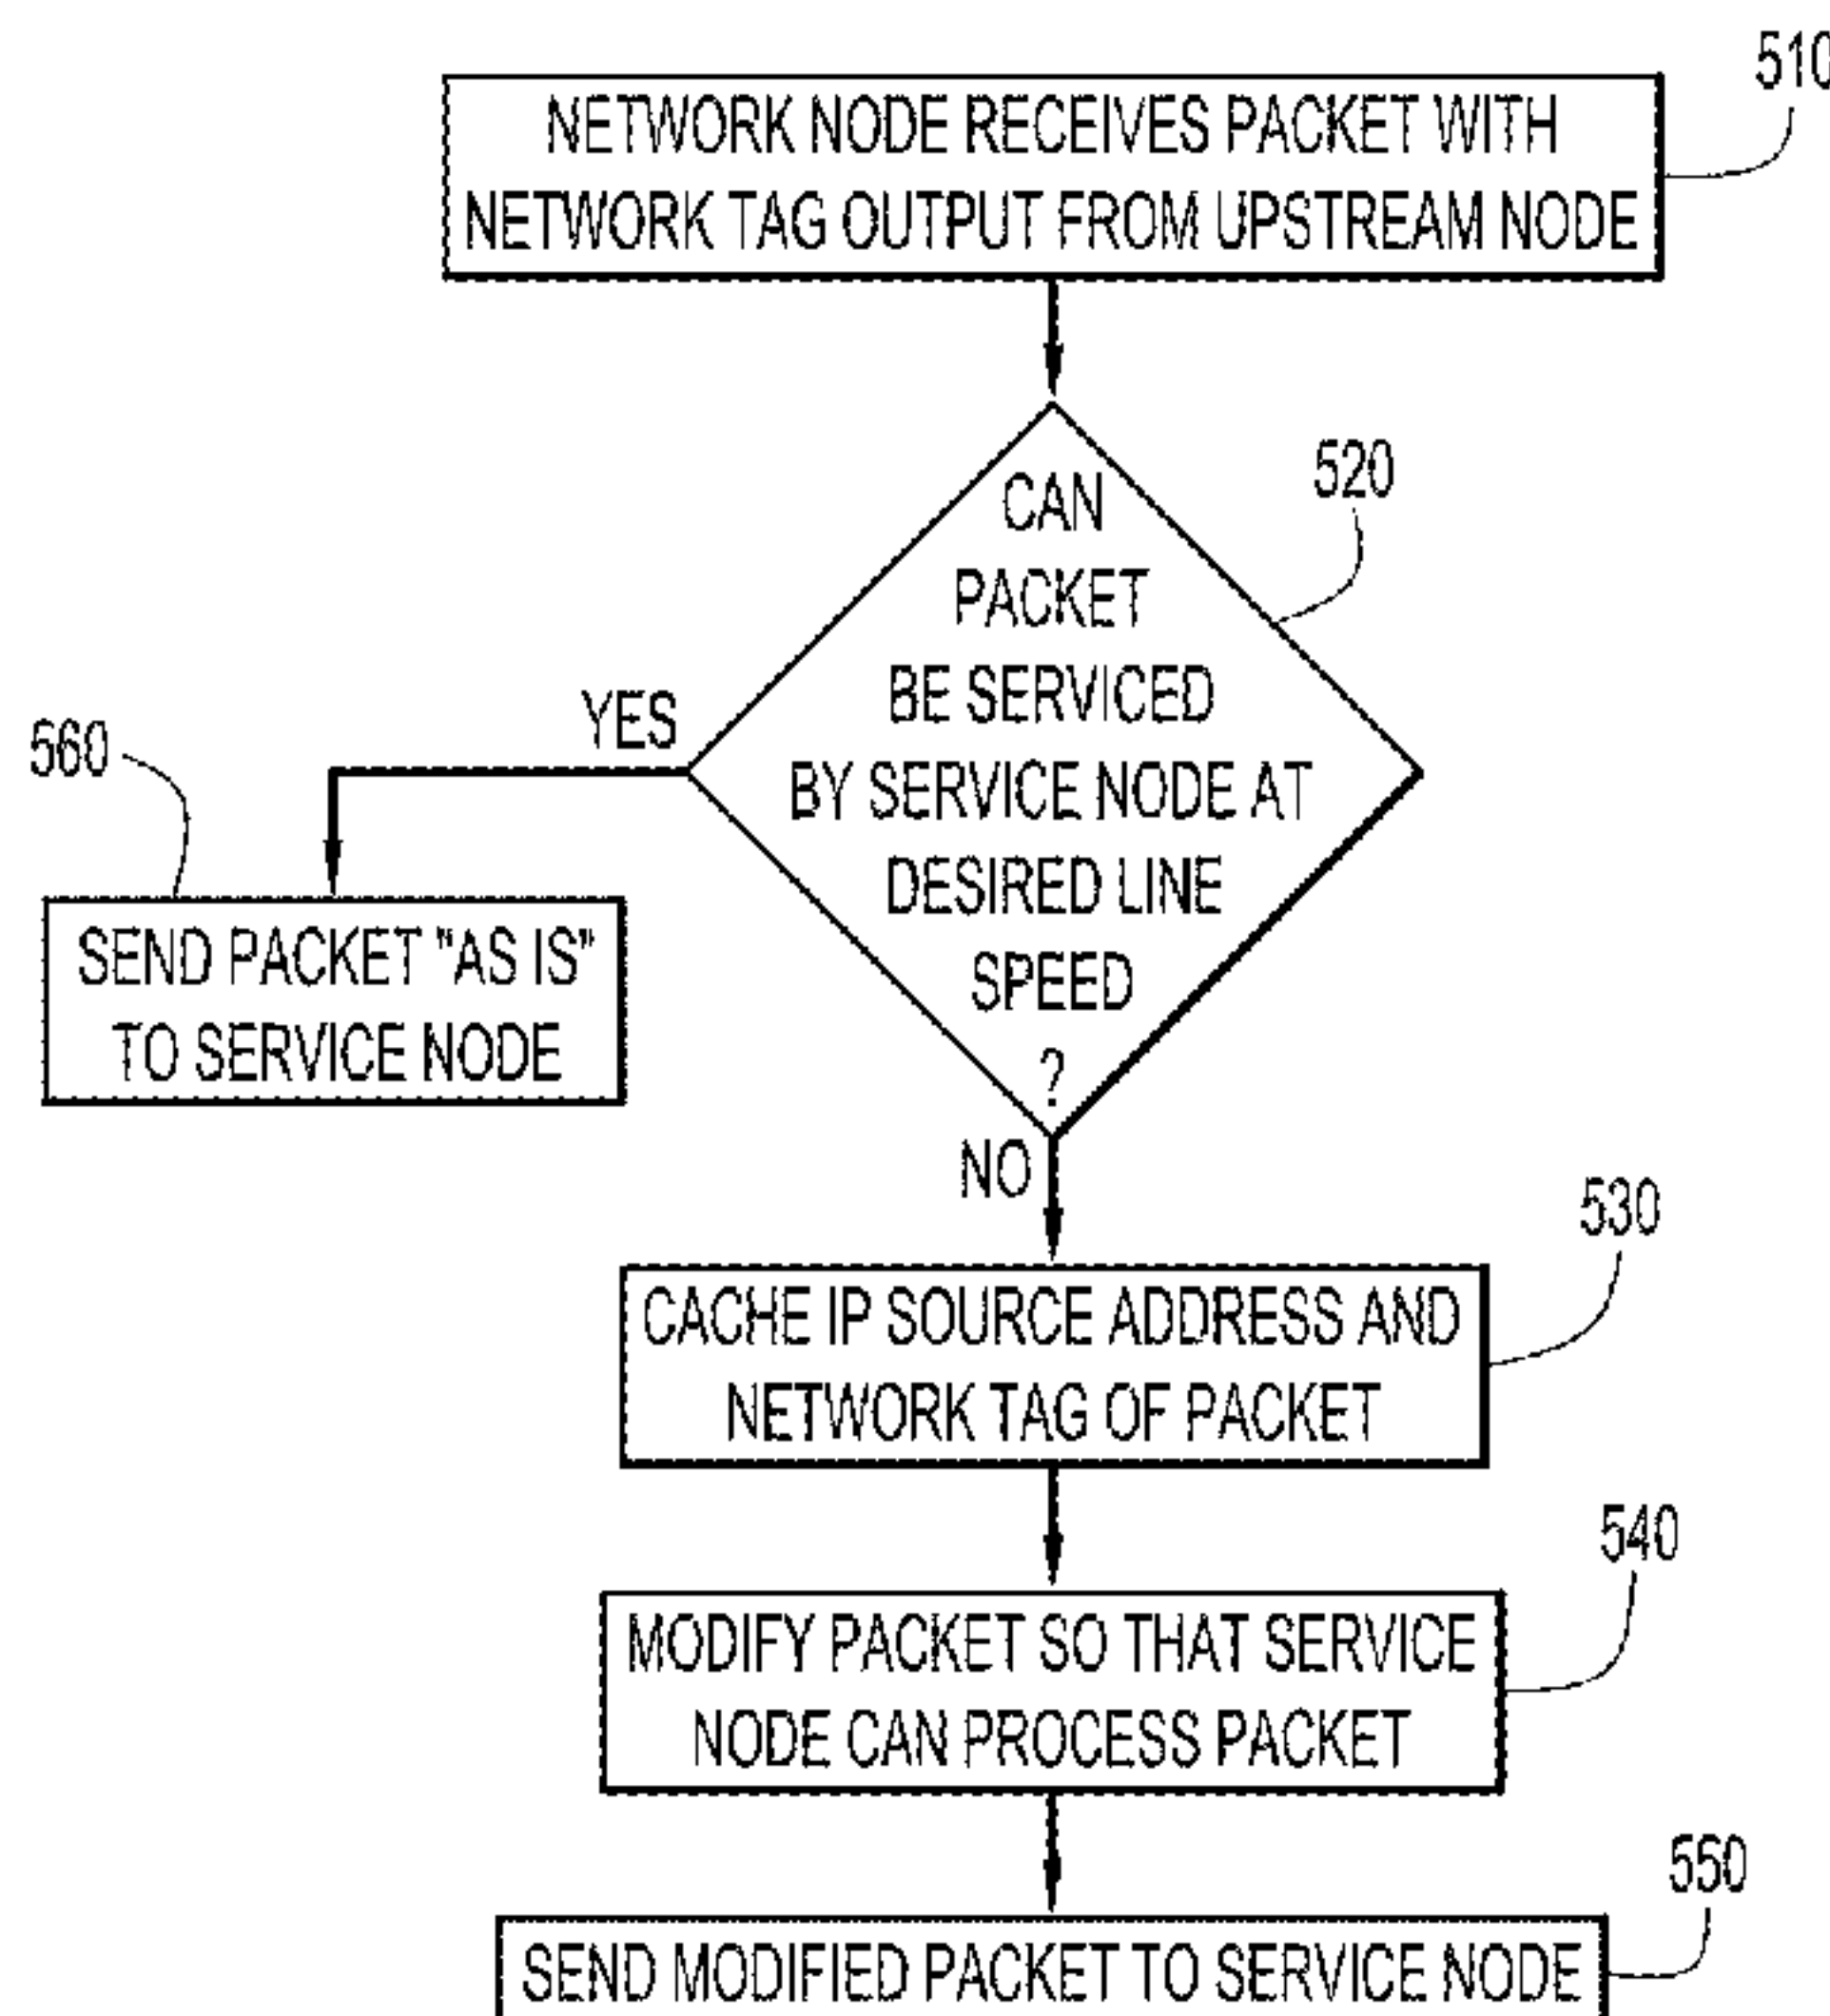 510
NETWORK NODE RECEIVES PACKET WITH
NETWORK TAG OUTPUT FROM UPSTREAM NODE
520
CAN
PACKET
BE SERVICED
BY SERVICE NODE AT
DESIRED LINE
SPEED
?
YES
560
SEND PACKET "AS IS"
TO SERVICE NODE
NO
530
CACHE IP SOURCE ADDRESS AND
NETWORK TAG OF PACKET
540
MODIFY PACKET SO THAT SERVICE
NODE CAN PROCESS PACKET
550
SEND MODIFIED PACKET TO SERVICE NODE